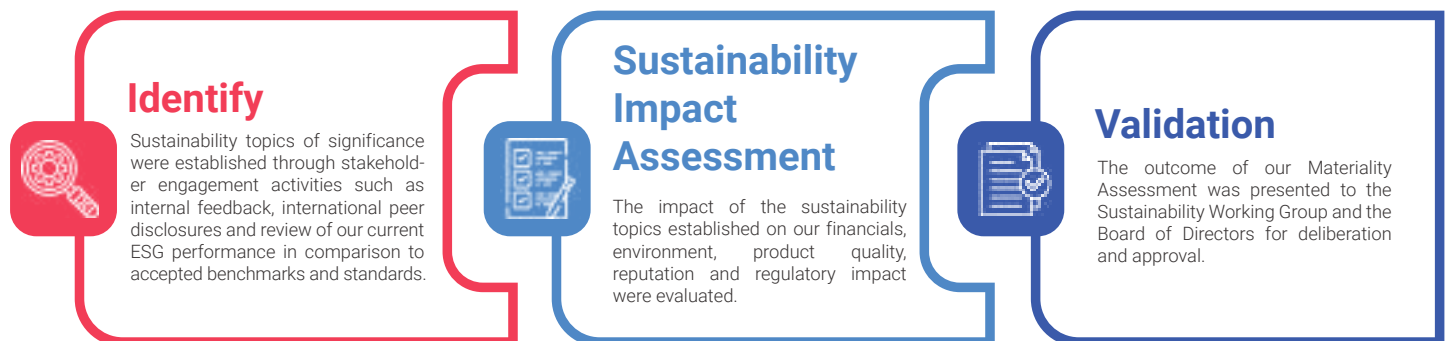 Identify
Sustainability topics of significance
were established through stakehold-
er engagement activities such as
internal feedback, international peer
disclosures and review of our current
ESG performance in comparison to
accepted benchmarks and standards.
Sustainability
Impact
Assessment
The impact of the sustainability
topics established on our financials,
environment, product quality,
reputation and regulatory impact
were evaluated.
Validation
The outcome of our Materiality
Assessment was presented to the
Sustainability Working Group and the
Board of Directors for deliberation
and approval.